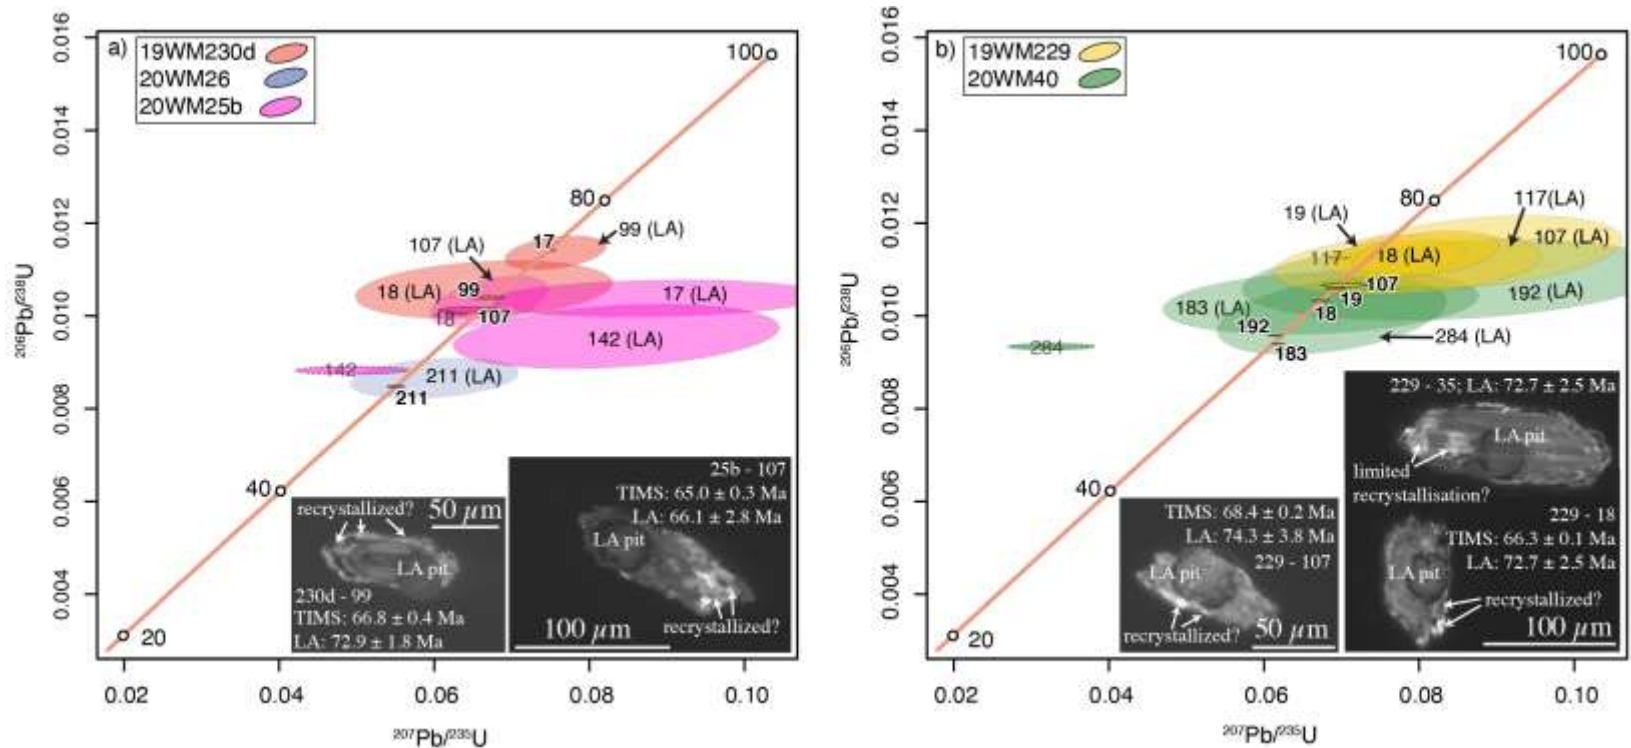 a)
19WM230d
20WM26
20WM25b
0.016
0.014
0.012
0.010
0.008
0.006
0.004
²⁰⁶Pb/²³⁸U
100
80
40
20
17
99 (LA)
107 (LA)
99
18 (LA)
17 (LA)
18
107
142 (LA)
142
211 (LA)
211
recrystallized?
50 µm
LA pit
230d - 99
TIMS: 66.8 ± 0.4 Ma
LA: 72.9 ± 1.8 Ma
25b - 107
TIMS: 65.0 ± 0.3 Ma
LA: 66.1 ± 2.8 Ma
LA pit
recrystallized?
100 µm
0.02
0.04
0.06
0.08
0.10
²⁰⁷Pb/²³⁵U
b)
19WM229
20WM40
0.016
0.014
0.012
0.010
0.008
0.006
0.004
²⁰⁶Pb/²³⁸U
100
80
40
20
117(LA)
19 (LA)
107 (LA)
117
18 (LA)
107
192 (LA)
19
183 (LA)
18
192
284 (LA)
284
183
229 - 35; LA: 72.7 ± 2.5 Ma
LA pit
limited
recrystallisation?
TIMS: 68.4 ± 0.2 Ma
LA: 74.3 ± 3.8 Ma
229 - 107
LA pit
recrystallized?
50 µm
229 - 18
TIMS: 66.3 ± 0.1 Ma
LA: 72.7 ± 2.5 Ma
LA pit
recrystallized?
100 µm
0.02
0.04
0.06
0.08
0.10
²⁰⁷Pb/²³⁵U